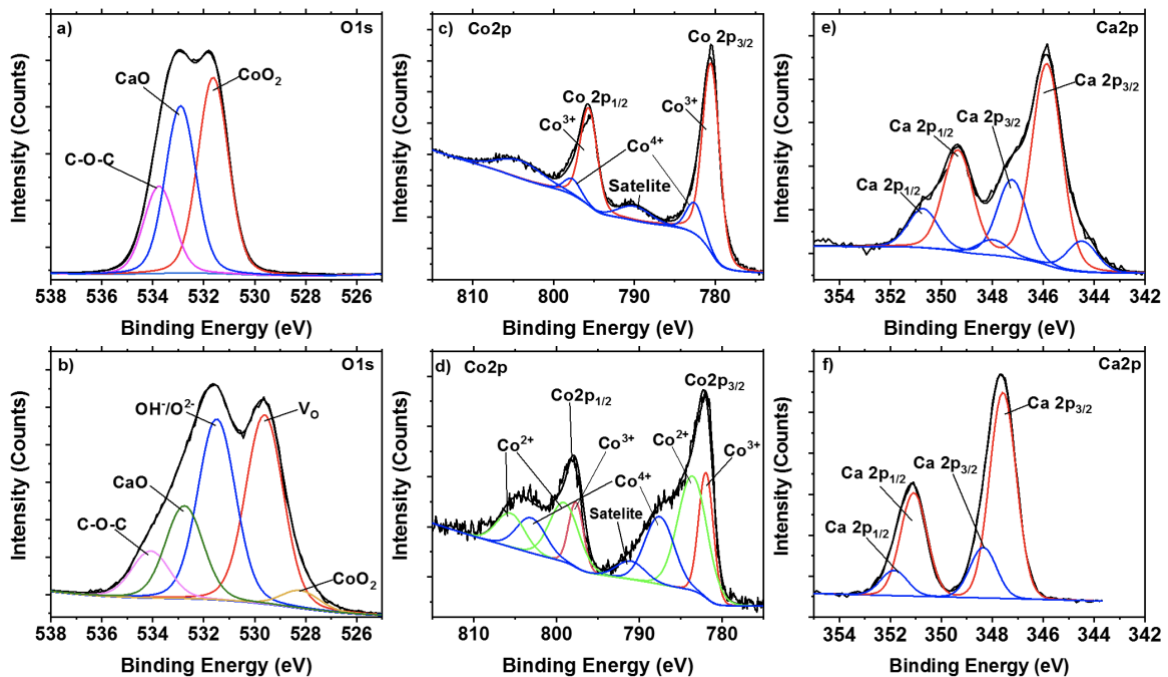 a) O1s
CaO
CoO2
C-O-C
Intensity (Counts)
538 536 534 532 530 528 526
Binding Energy (eV)
c) Co2p
Co 2p3/2
Co 2p1/2
Co3+
Co3+
Co4+
Satelite
Intensity (Counts)
810 800 790 780
Binding Energy (eV)
e) Ca2p
Ca 2p3/2
Ca 2p1/2
Ca 2p3/2
Ca 2p1/2
Intensity (Counts)
354 352 350 348 346 344 342
Binding Energy (eV)
b) O1s
OH-/O2-
VO
CaO
C-O-C
CoO2
Intensity (Counts)
538 536 534 532 530 528 526
Binding Energy (eV)
d) Co2p
Co2p3/2
Co2p1/2
Co2+
Co3+
Co2+
Co3+
Co4+
Satelite
Intensity (Counts)
810 800 790 780
Binding Energy (eV)
f) Ca2p
Ca 2p3/2
Ca 2p1/2
Ca 2p3/2
Ca 2p1/2
Intensity (Counts)
354 352 350 348 346 344 342
Binding Energy (eV)